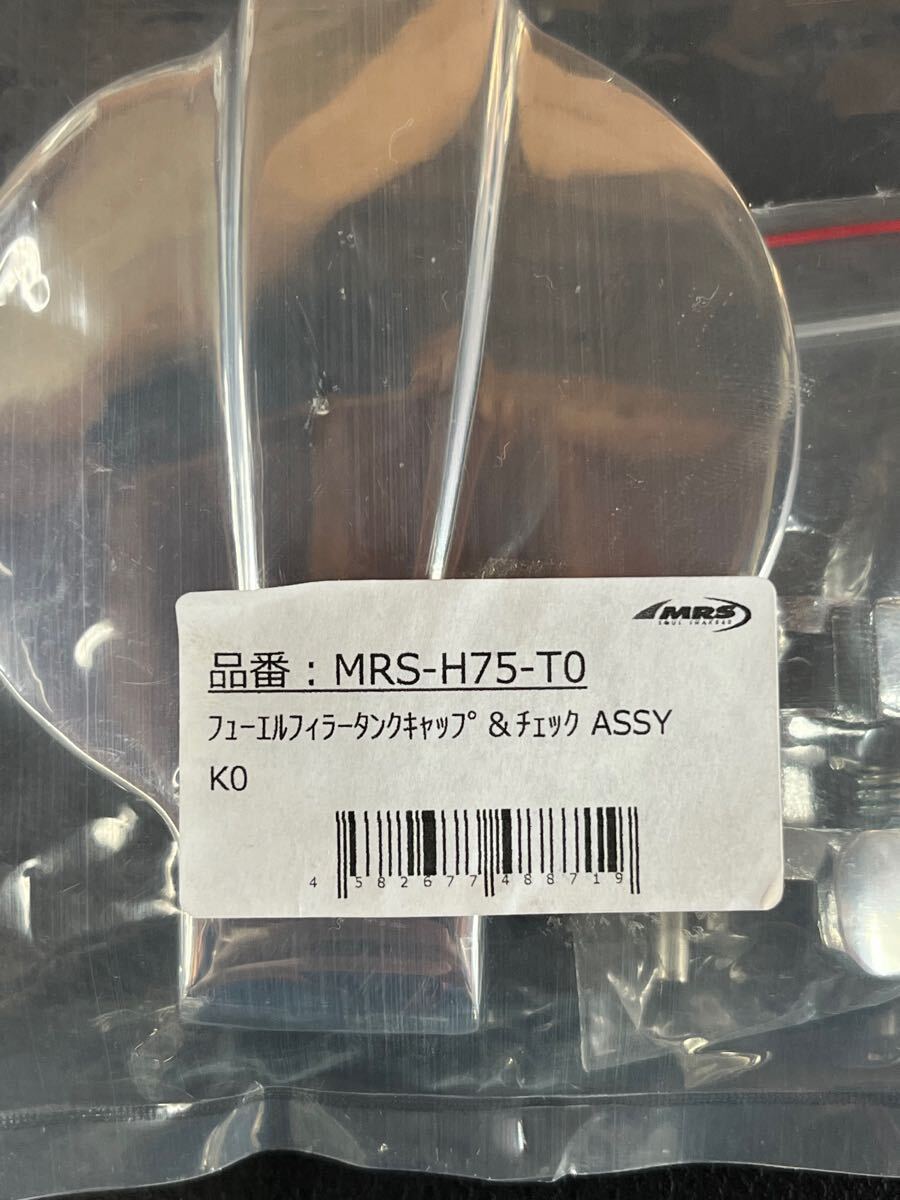 MRS
SOUL SHAKER
品番：MRS-H75-T0
ﾌｭｰｴﾙﾌｨﾗｰﾀﾝｸｷｬｯﾌﾟ＆ﾁｪｯｸ ASSY
K0
4 582677 488719